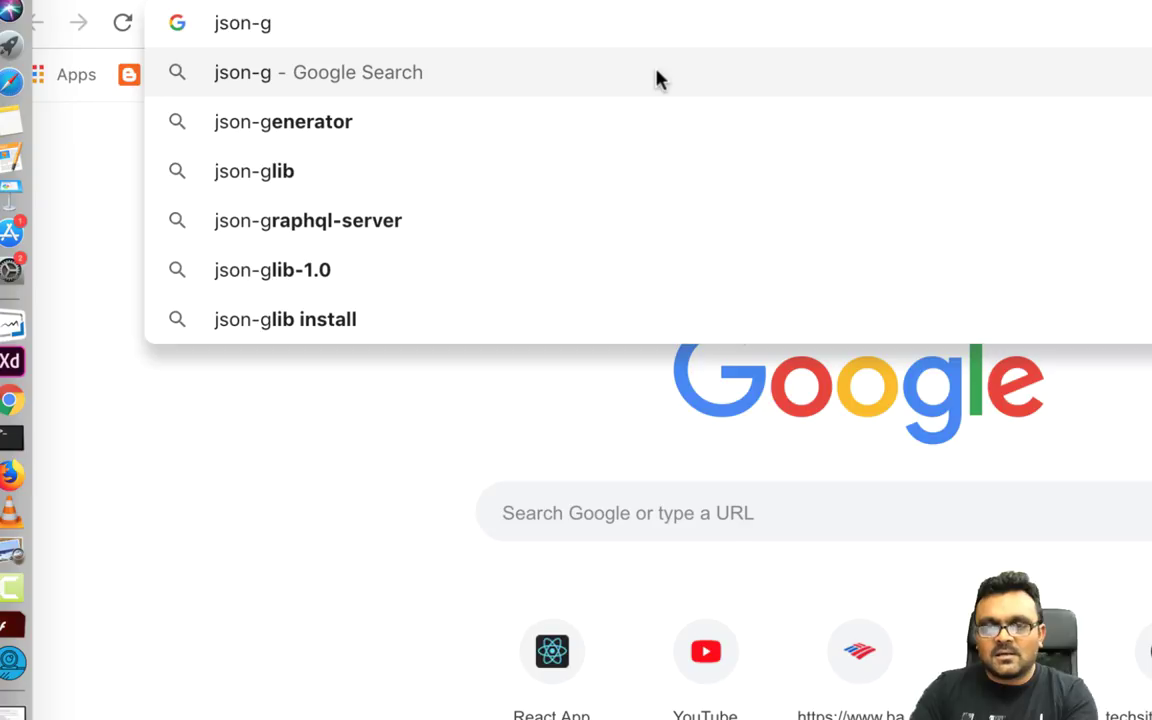 json-g
json-g - Google Search
Apps
json-generator
json-glib
json-graphql-server
json-glib-1.0
json-glib install
Google
Search Google or type a URL
Xd
React App
YouTube
https://www.ba
techsit